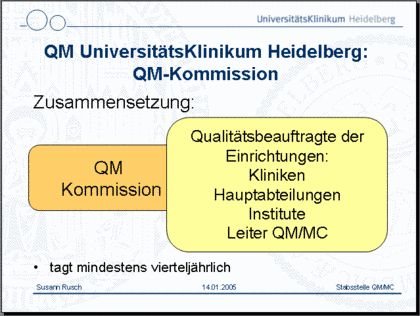 UniversitätsKlinikum Heidelberg
QM UniversitätsKlinikum Heidelberg:
QM-Kommission
Zusammensetzung:
QM
Kommission
Qualitätsbeauftragte der
Einrichtungen:
Kliniken
Hauptabteilungen
Institute
Leiter QM/MC
• tagt mindestens vierteljährlich
Susann Rusch 14.01.2005 Stabsstelle QM/MC